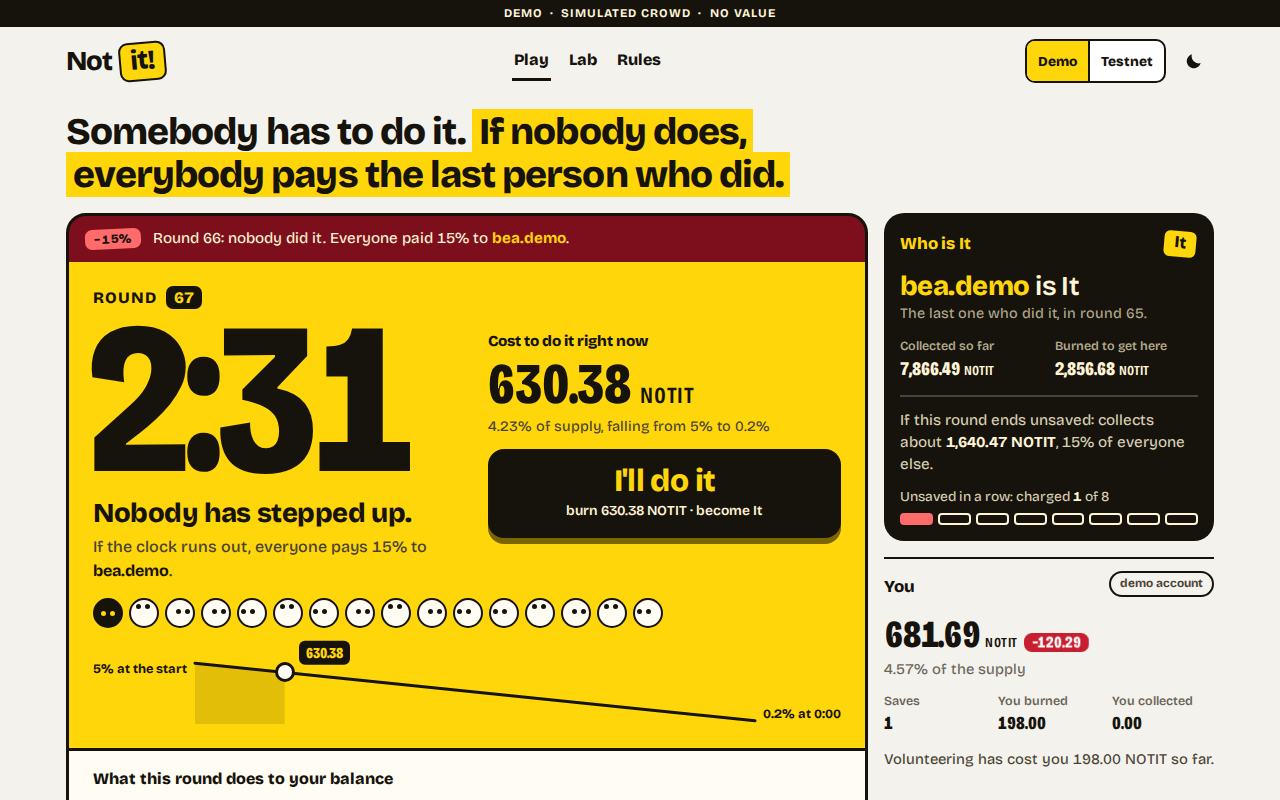 DEMO · SIMULATED CROWD · NO VALUE
Not it!
Play Lab Rules
Demo Testnet
Somebody has to do it. If nobody does,
everybody pays the last person who did.
-15% Round 66: nobody did it. Everyone paid 15% to bea.demo.
ROUND 67
2:31
Nobody has stepped up.
If the clock runs out, everyone pays 15% to
bea.demo.
Cost to do it right now
630.38 NOTIT
4.23% of supply, falling from 5% to 0.2%
I'll do it
burn 630.38 NOTIT · become It
5% at the start
630.38
0.2% at 0:00
What this round does to your balance
Who is It
It
bea.demo is It
The last one who did it, in round 65.
Collected so far Burned to get here
7,866.49 NOTIT 2,856.68 NOTIT
If this round ends unsaved: collects
about 1,640.47 NOTIT, 15% of everyone
else.
Unsaved in a row: charged 1 of 8
You demo account
681.69 NOTIT -120.29
4.57% of the supply
Saves You burned You collected
1 198.00 0.00
Volunteering has cost you 198.00 NOTIT so far.